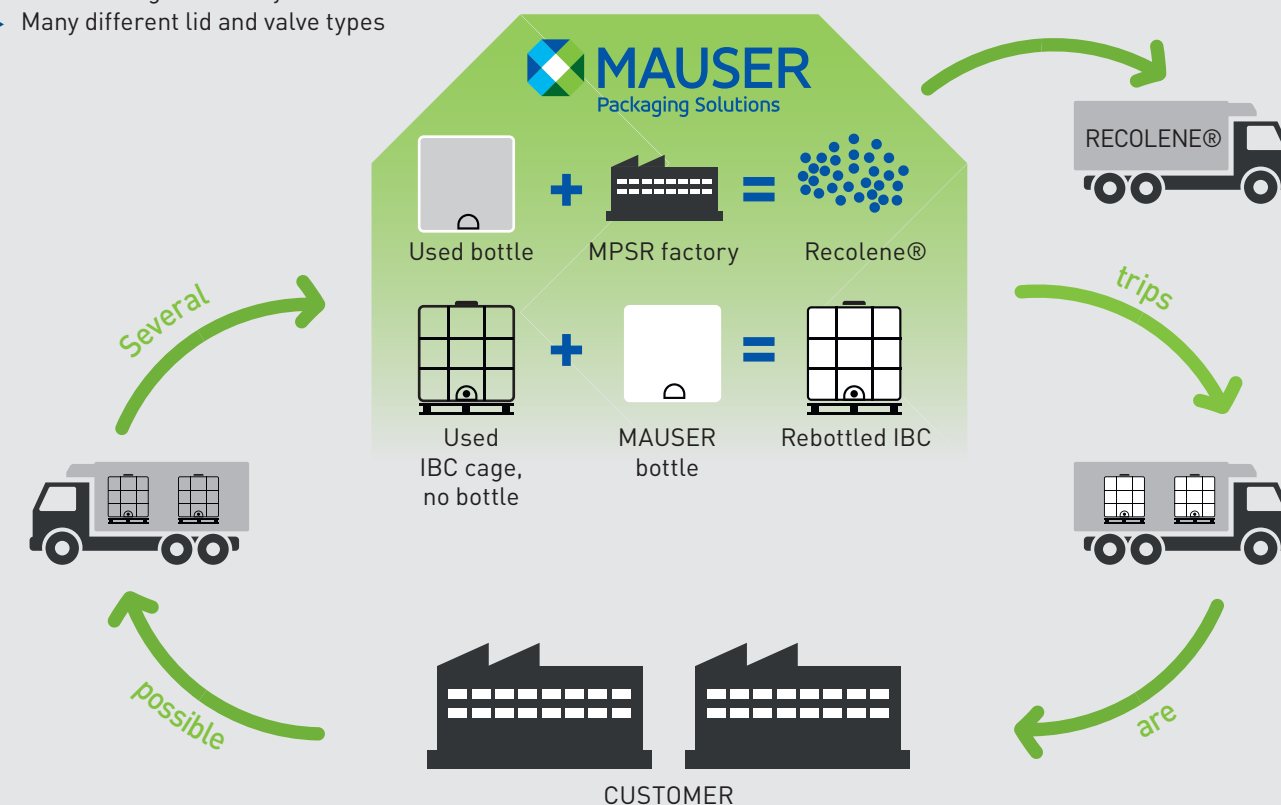 Many different lid and valve types
MAUSER
Packaging Solutions
RECOLENE®
Used bottle
MPSR factory
Recolene®
Several
trips
Used
IBC cage,
no bottle
MAUSER
bottle
Rebottled IBC
possible
are
CUSTOMER